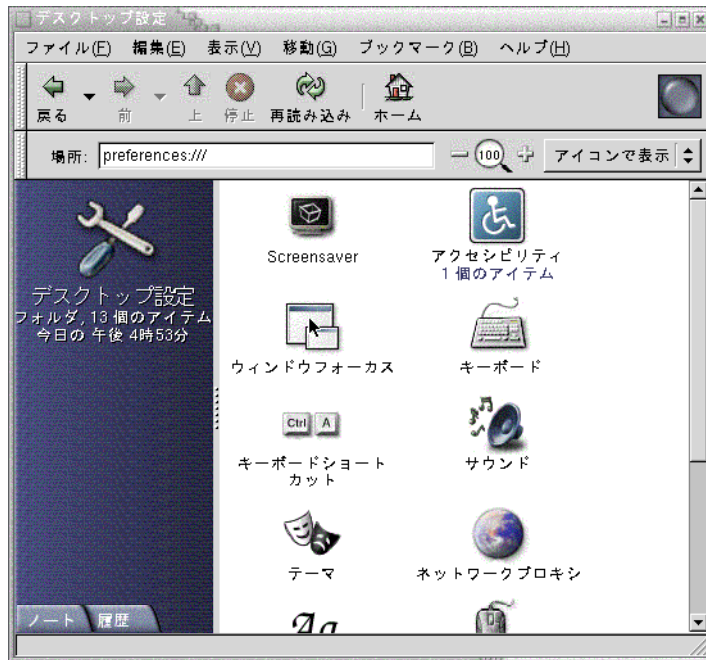 デスクトップ設定
ファイル(F) 編集(E) 表示(V) 移動(G) ブックマーク(B) ヘルプ(H)
戻る 前 上 停止 再読み込み ホーム
場所: preferences:/// 100 アイコンで表示
デスクトップ設定
フォルダ, 13 個のアイテム
今日の 午後 4時53分
Screensaver
アクセシビリティ
1 個のアイテム
ウィンドウフォーカス
キーボード
Ctrl A
キーボードショート
カット
サウンド
テーマ
ネットワークプロキシ
Aa
ノート 履歴